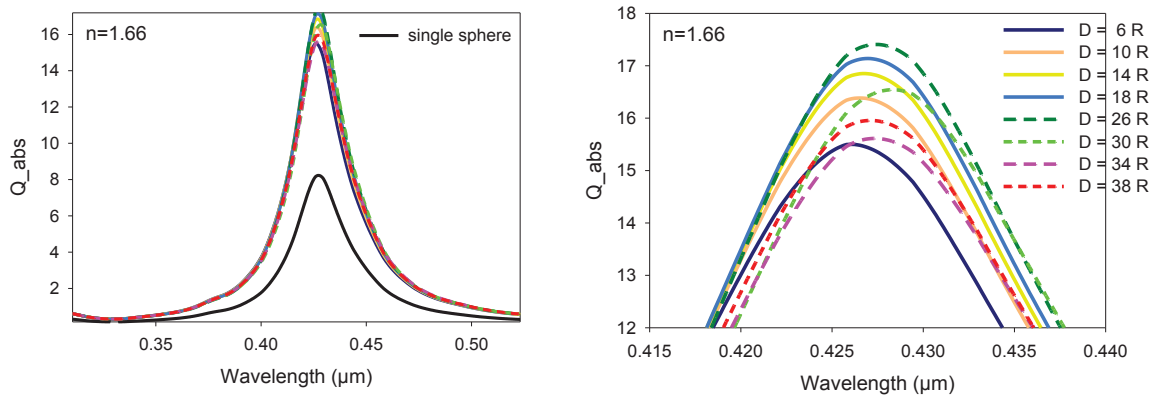 n=1.66
single sphere
16
14
12
10
8
6
4
2
Q_abs
0.35
0.40
0.45
0.50
Wavelength (µm)
n=1.66
18
17
16
15
14
13
12
Q_abs
0.415
0.420
0.425
0.430
0.435
0.440
Wavelength (µm)
D = 6 R
D = 10 R
D = 14 R
D = 18 R
D = 26 R
D = 30 R
D = 34 R
D = 38 R